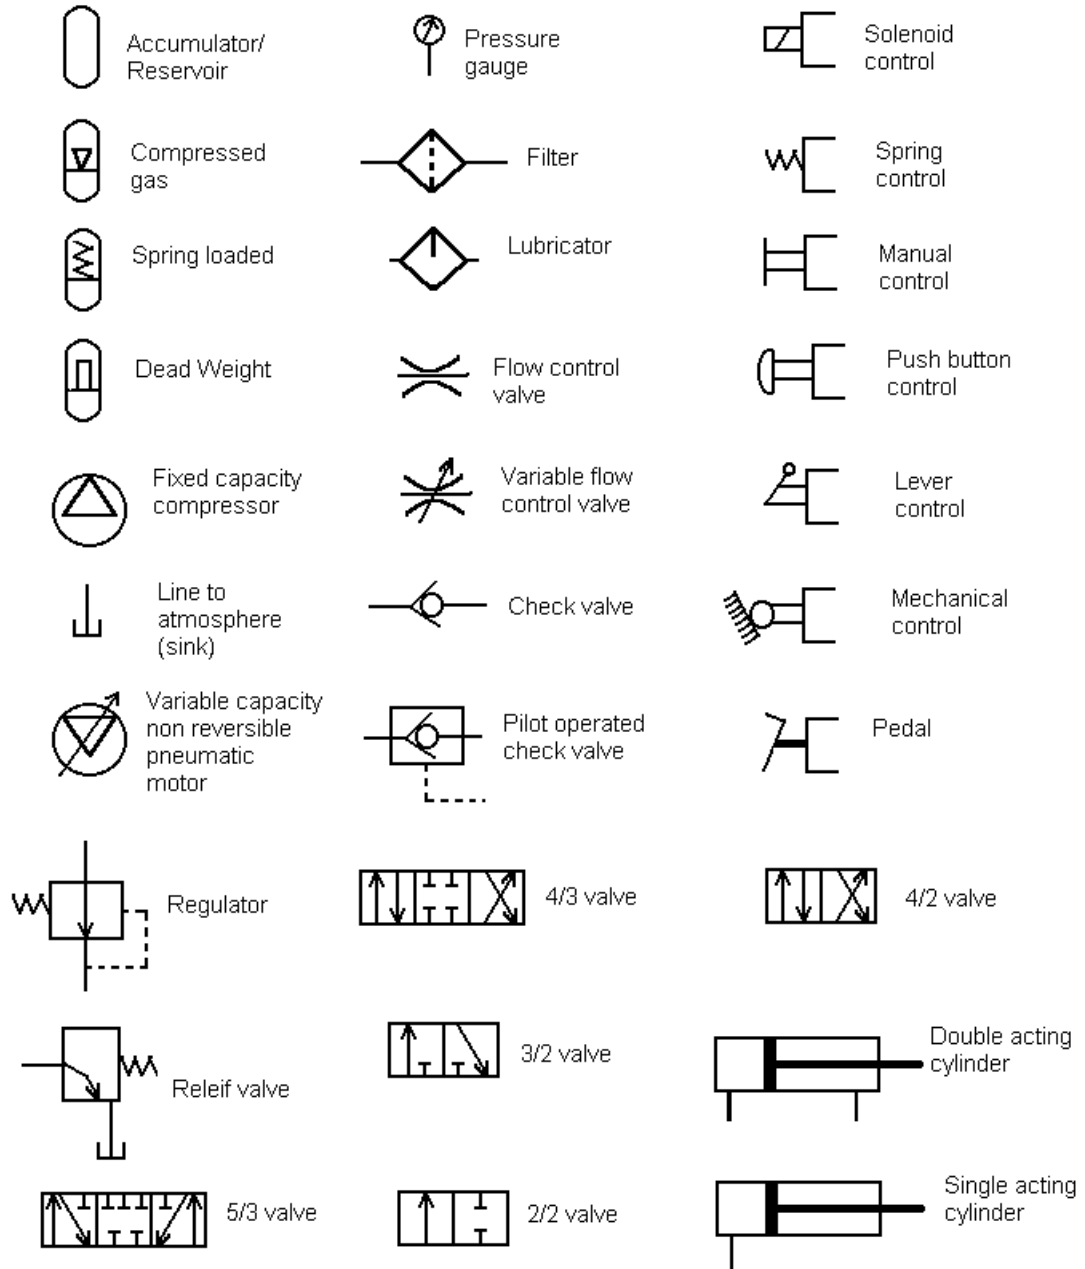 Accumulator/
Reservoir
Pressure
gauge
Solenoid
control
Compressed
gas
Filter
Spring
control
Spring loaded
Lubricator
Manual
control
Dead Weight
Flow control
valve
Push button
control
Fixed capacity
compressor
Variable flow
control valve
Lever
control
Line to
atmosphere
(sink)
Check valve
Mechanical
control
Variable capacity
non reversible
pneumatic
motor
Pilot operated
check valve
Pedal
Regulator
4/3 valve
4/2 valve
Releif valve
3/2 valve
Double acting
cylinder
5/3 valve
2/2 valve
Single acting
cylinder